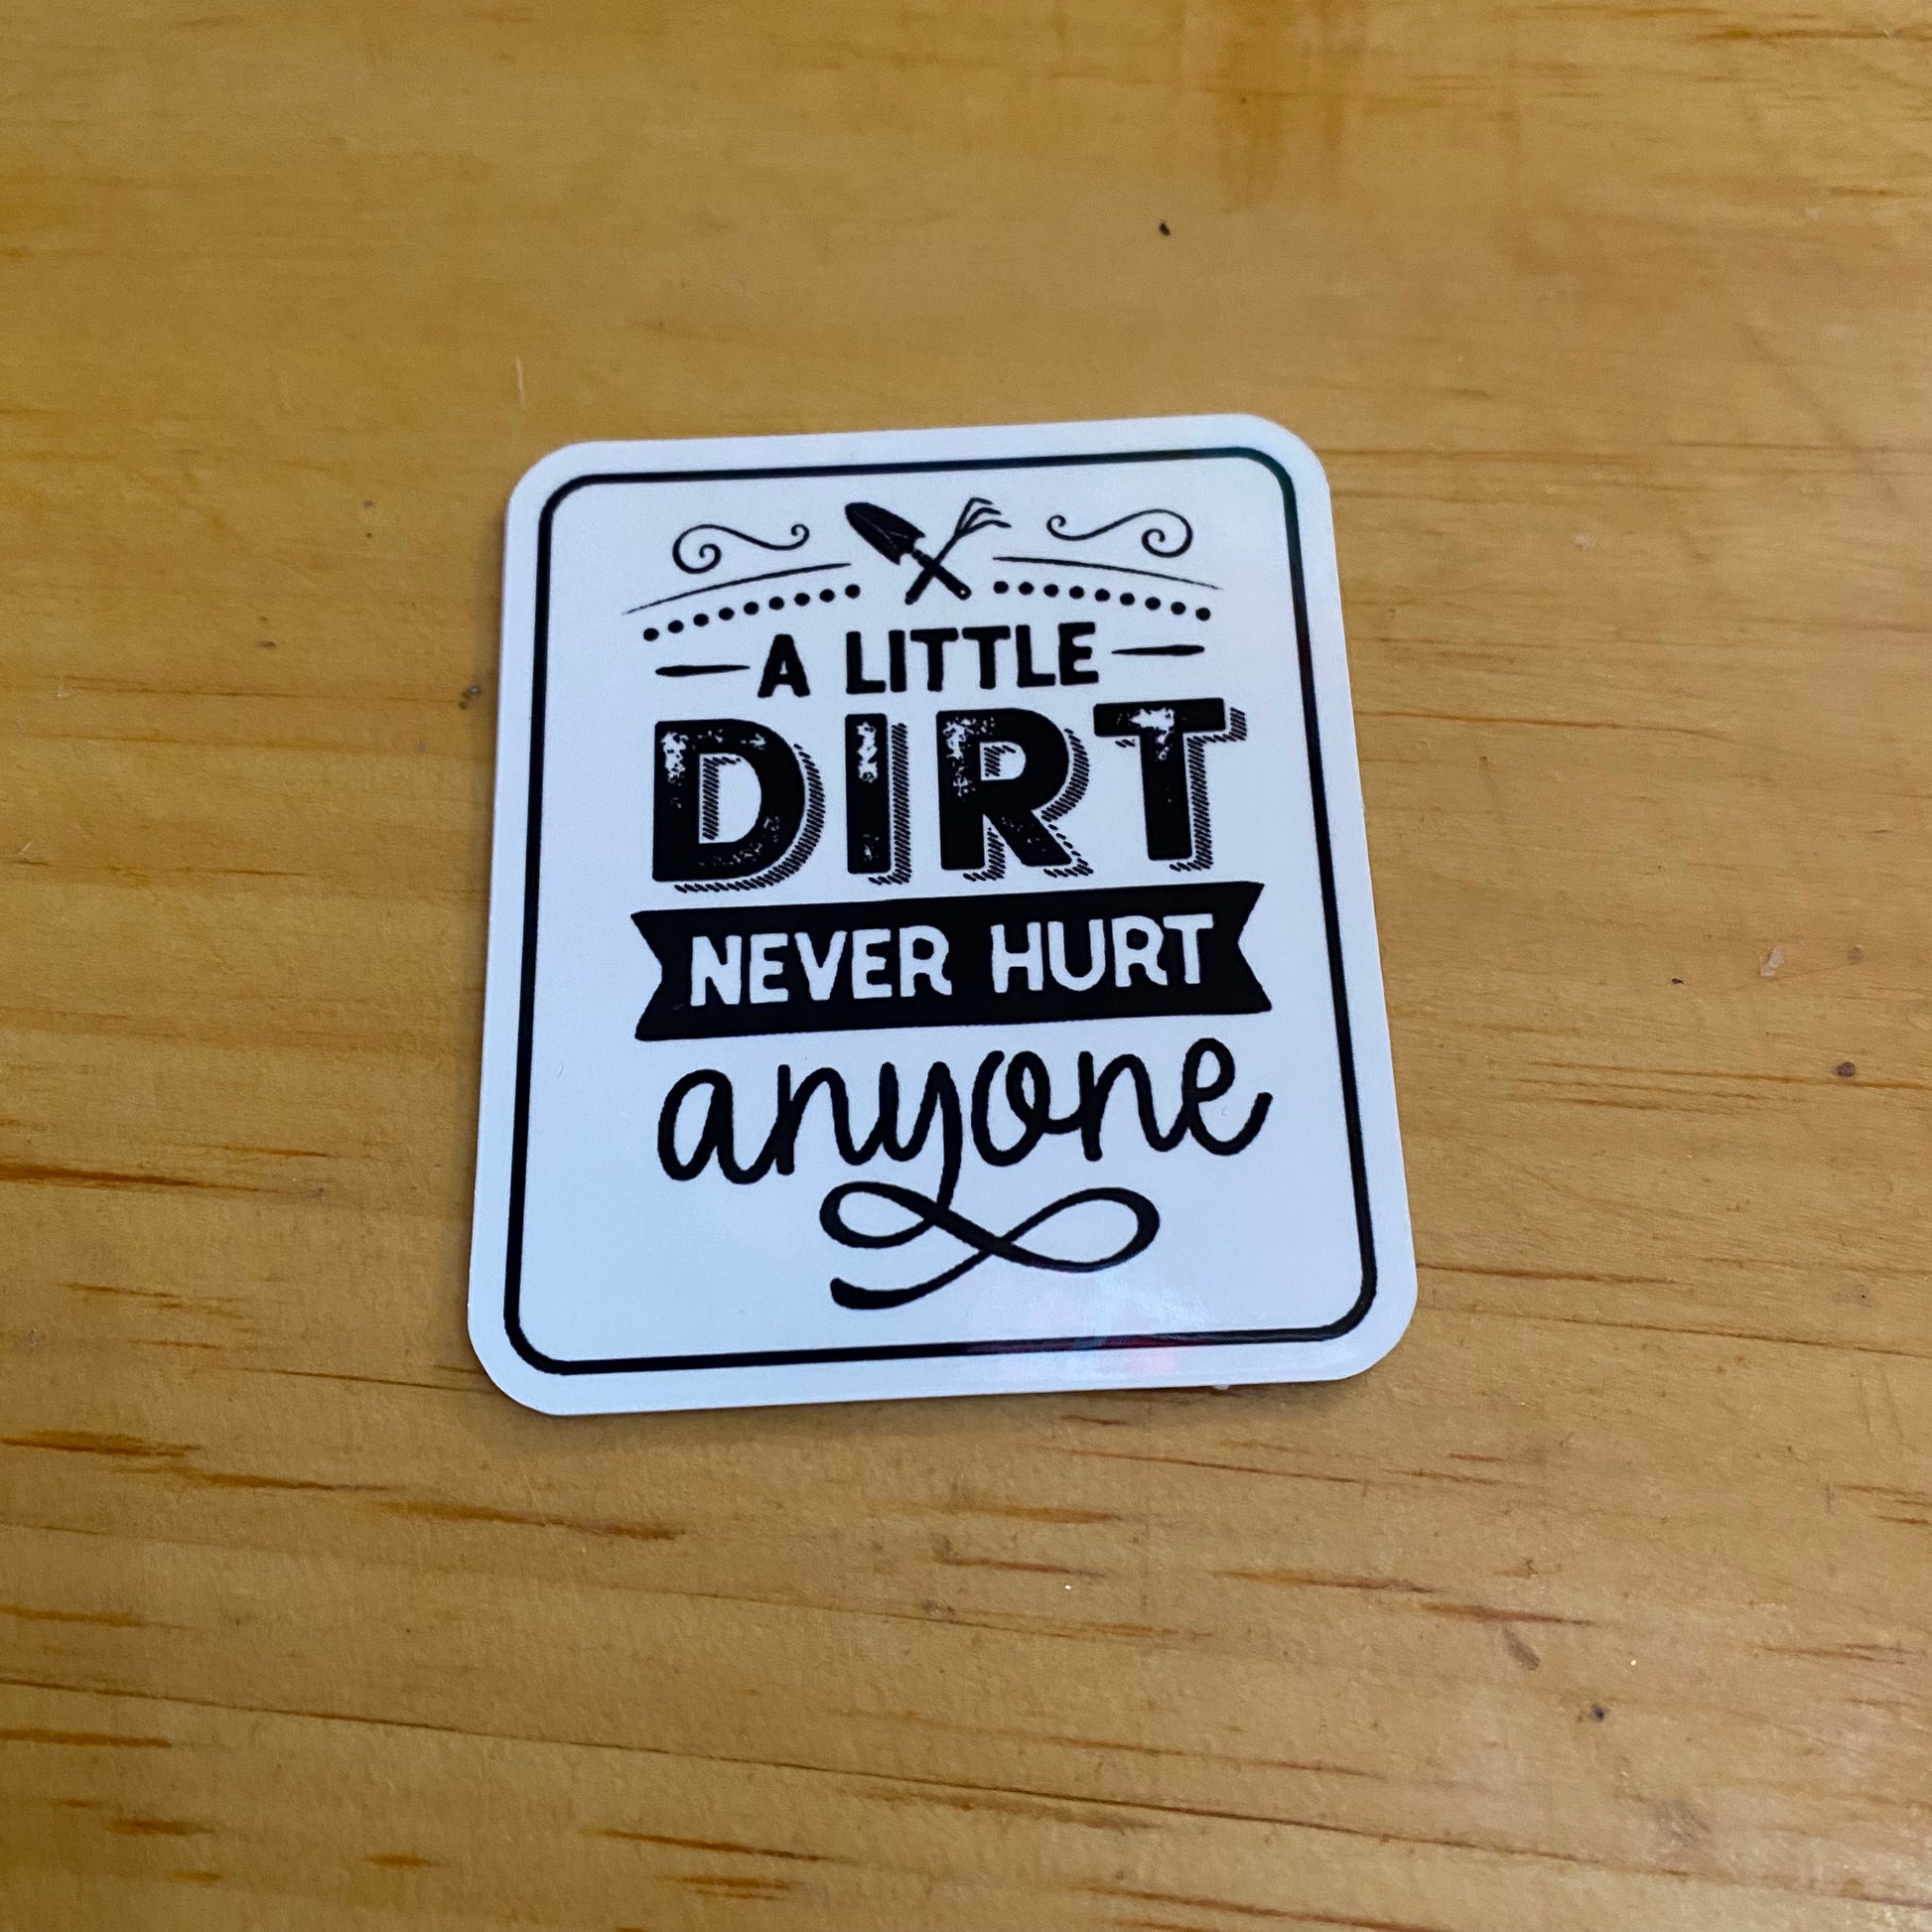 A LITTLE
DIRT
NEVER HURT
anyone